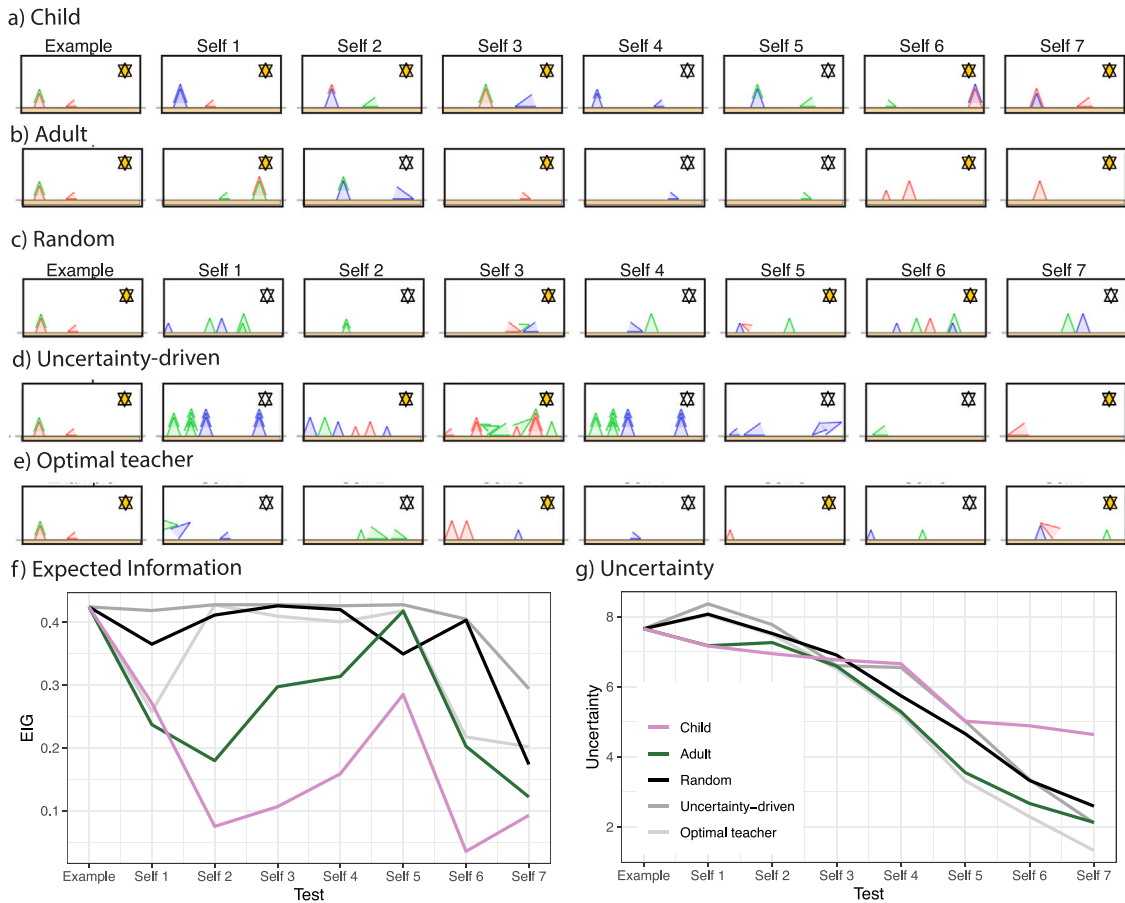 a) Child
Example Self 1 Self 2 Self 3 Self 4 Self 5 Self 6 Self 7
b) Adult
c) Random
Example Self 1 Self 2 Self 3 Self 4 Self 5 Self 6 Self 7
d) Uncertainty-driven
e) Optimal teacher
f) Expected Information
EIG
0.4
0.3
0.2
0.1
Example Self 1 Self 2 Self 3 Self 4 Self 5 Self 6 Self 7
Test
g) Uncertainty
Uncertainty
8
6
4
2
Child
Adult
Random
Uncertainty-driven
Optimal teacher
Example Self 1 Self 2 Self 3 Self 4 Self 5 Self 6 Self 7
Test